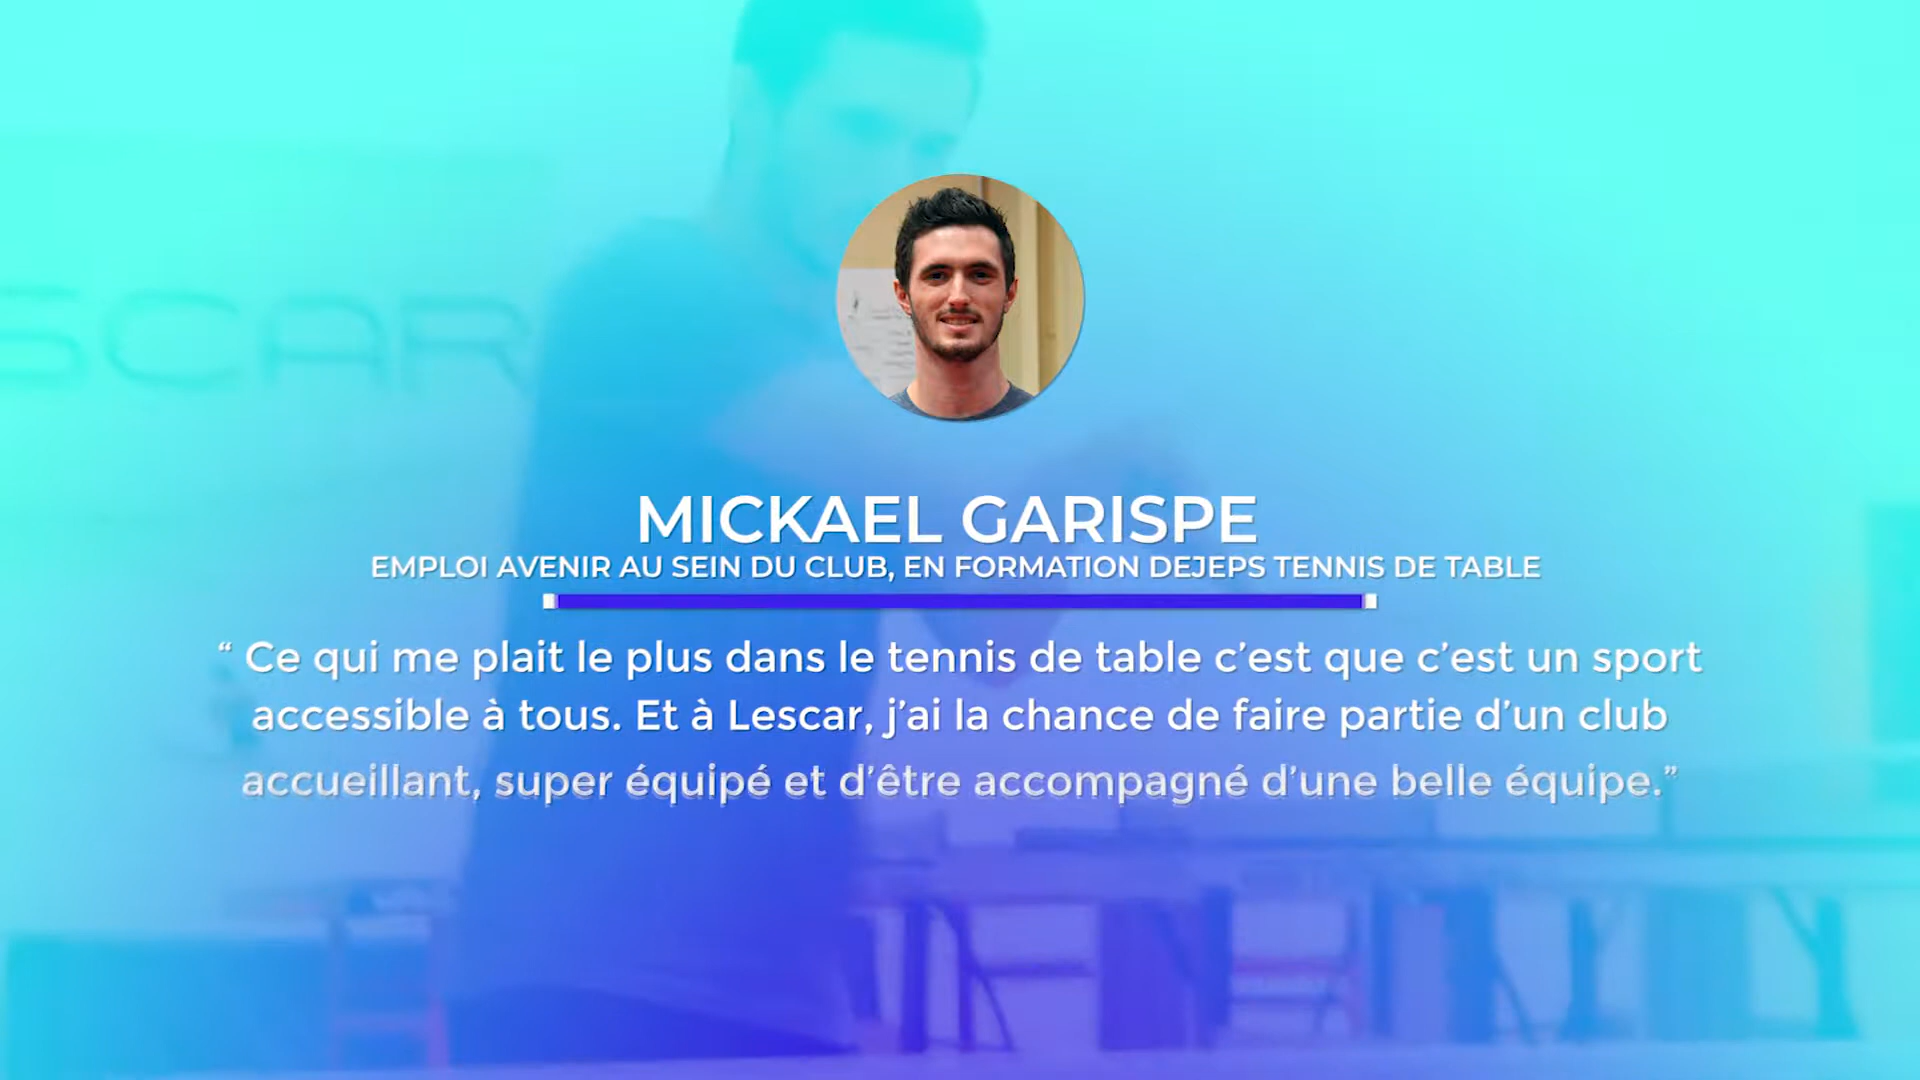 SCAR
MICKAEL GARISPE
EMPLOI AVENIR AU SEIN DU CLUB, EN FORMATION DEJEPS TENNIS DE TABLE
“ Ce qui me plait le plus dans le tennis de table c’est que c’est un sport
accessible à tous. Et à Lescar, j’ai la chance de faire partie d’un club
accueillant, super équipé et d’être accompagné d’une belle équipe.”